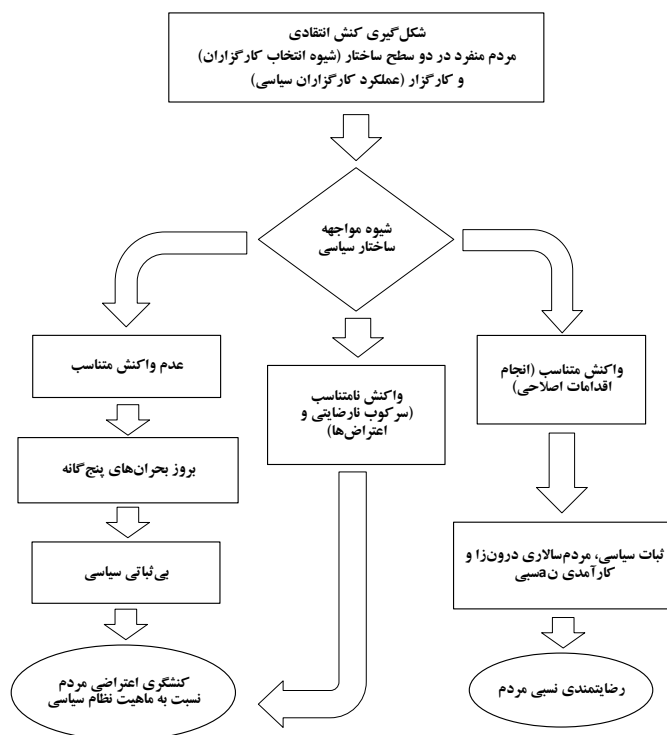 شکل‌گیری کنش انتقادی
مردم منفرد در دو سطح ساختار (شیوه انتخاب کارگزاران)
و کارگزار (عملکرد کارگزاران سیاسی)
شیوه مواجهه
ساختار سیاسی
واکنش متناسب (انجام
اقدامات اصلاحی)
ثبات سیاسی، مردم‌سالاری درون‌زا و
کارآمدی نaسبی
رضایتمندی نسبی مردم
واکنش نامتناسب
(سرکوب نارضایتی و
اعتراض‌ها)
عدم واکنش متناسب
بروز بحران‌های پنج‌گانه
بی‌ثباتی سیاسی
کنشگری اعتراضی مردم
نسبت به ماهیت نظام سیاسی